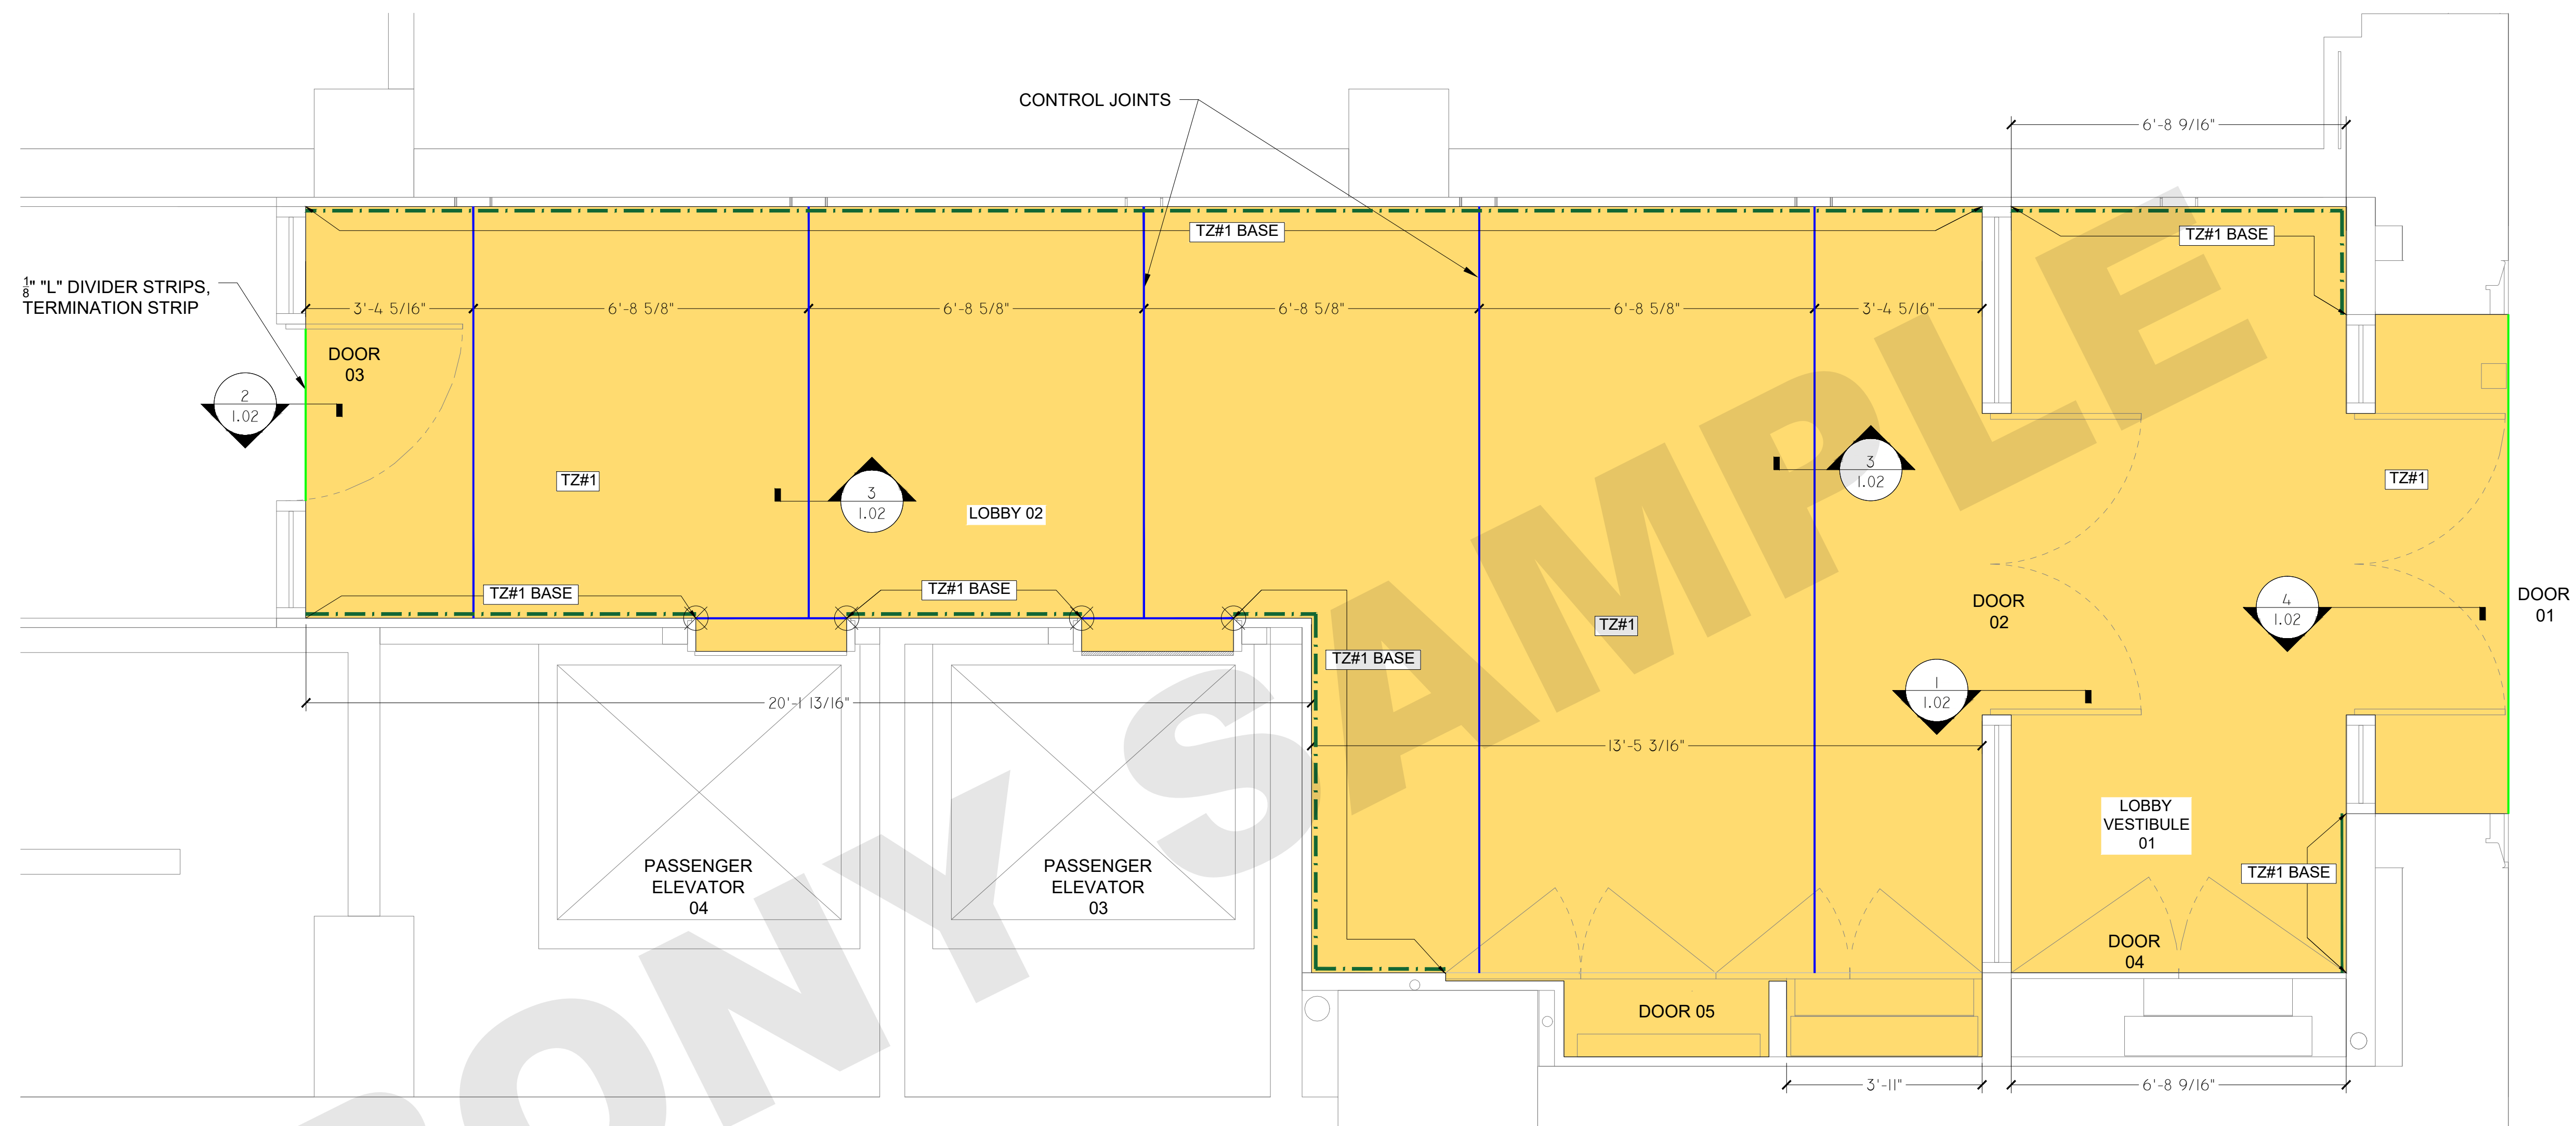 CONTROL JOINTS
6'-8 9/16"
TZ#1 BASE
TZ#1 BASE
1/8" "L" DIVIDER STRIPS,
TERMINATION STRIP
3'-4 5/16"
6'-8 5/8"
6'-8 5/8"
6'-8 5/8"
6'-8 5/8"
3'-4 5/16"
DOOR
03
2
1.02
TZ#1
3
1.02
LOBBY 02
3
1.02
TZ#1
TZ#1 BASE
TZ#1 BASE
TZ#1
DOOR
02
4
1.02
DOOR
01
TZ#1 BASE
1
1.02
20'-1 13/16"
13'-5 3/16"
LOBBY
VESTIBULE
01
TZ#1 BASE
PASSENGER
ELEVATOR
04
PASSENGER
ELEVATOR
03
DOOR
04
DOOR 05
3'-11"
6'-8 9/16"
SAMPLE